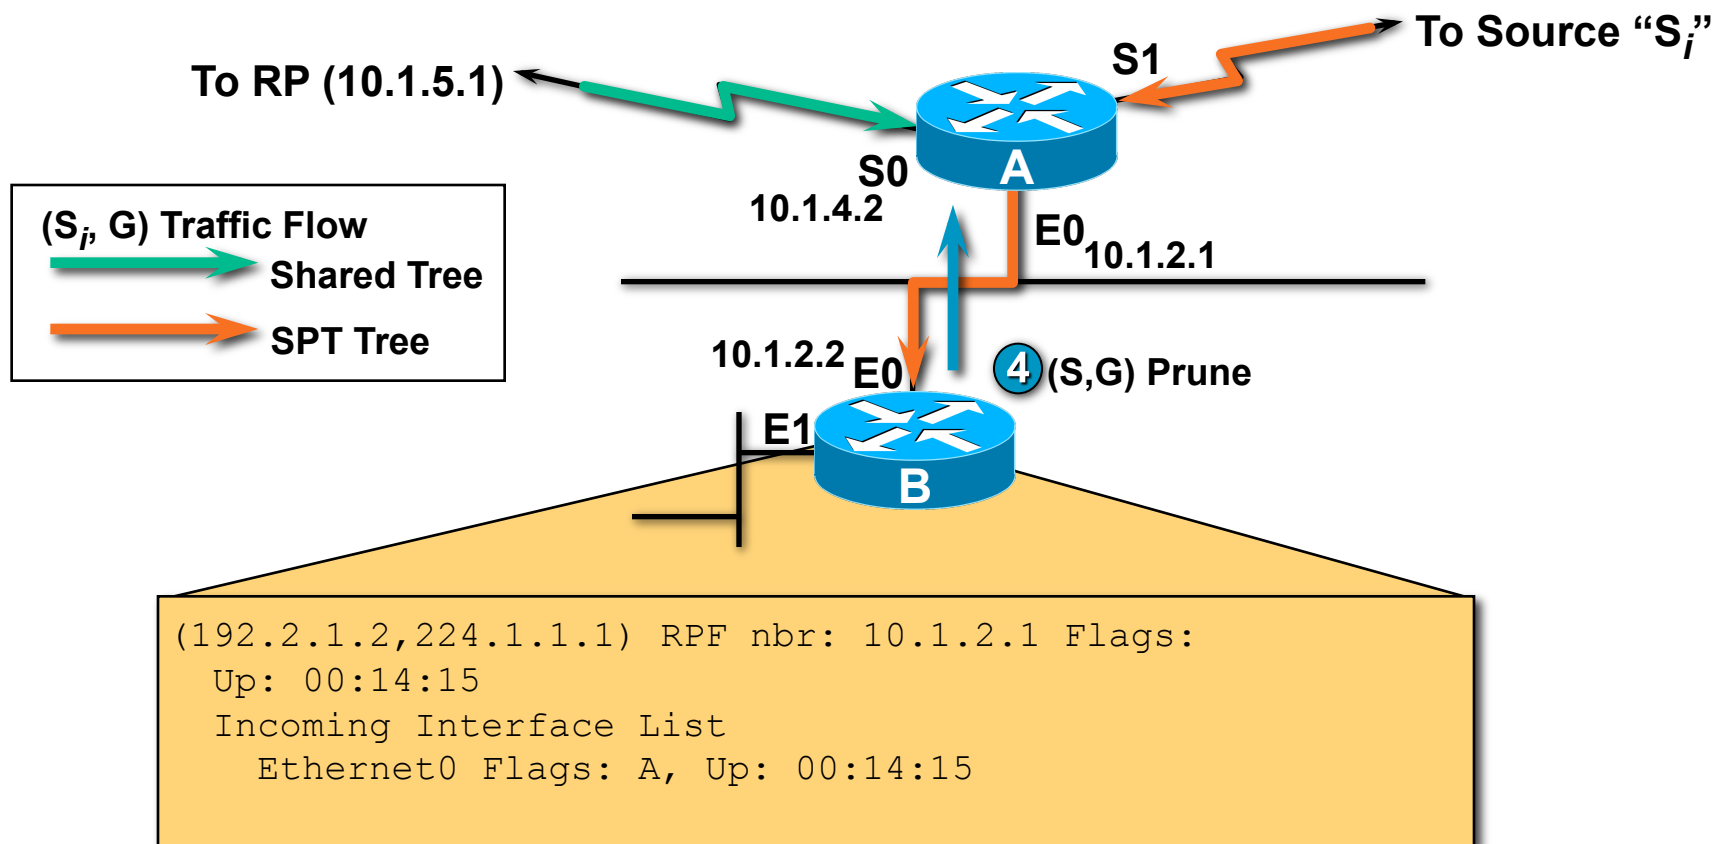 To Source “Si”
S1
To RP (10.1.5.1)
A
S0
10.1.4.2
E0
10.1.2.1
(Si, G) Traffic Flow
Shared Tree
SPT Tree
10.1.2.2
E0
4 (S,G) Prune
E1
B
(192.2.1.2,224.1.1.1) RPF nbr: 10.1.2.1 Flags:
Up: 00:14:15
Incoming Interface List
Ethernet0 Flags: A, Up: 00:14:15